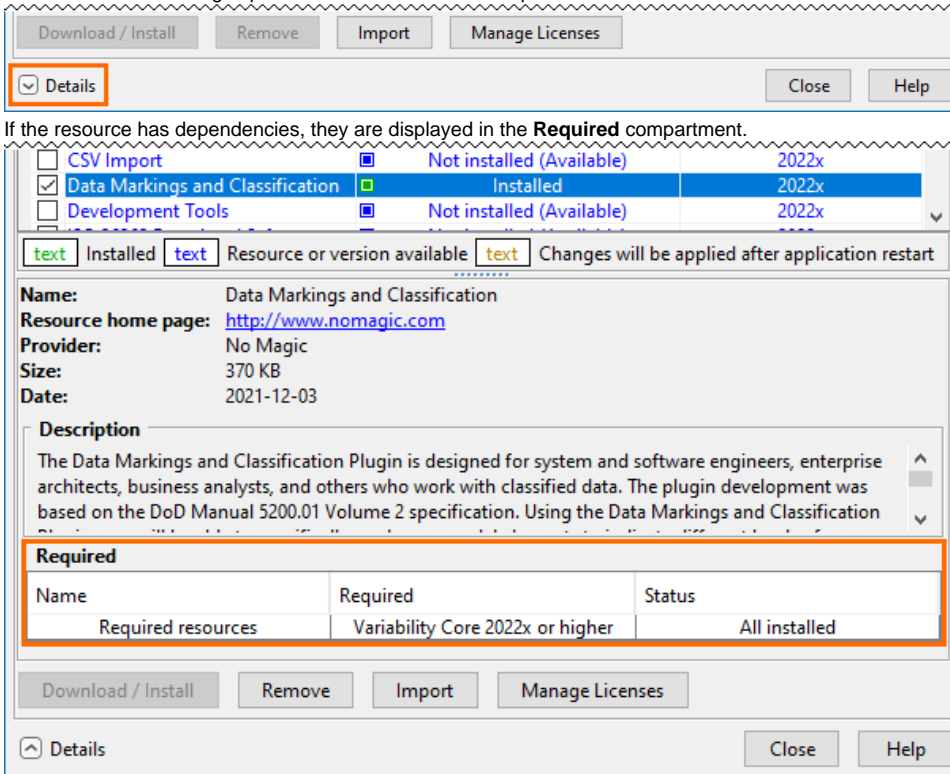 Download / Install Remove Import Manage Licenses
Details Close Help
If the resource has dependencies, they are displayed in the Required compartment.
CSV Import Not installed (Available) 2022x
Data Markings and Classification Installed 2022x
Development Tools Not installed (Available) 2022x
text Installed text Resource or version available text Changes will be applied after application restart
Name: Data Markings and Classification
Resource home page: http://www.nomagic.com
Provider: No Magic
Size: 370 KB
Date: 2021-12-03
Description
The Data Markings and Classification Plugin is designed for system and software engineers, enterprise
architects, business analysts, and others who work with classified data. The plugin development was
based on the DoD Manual 5200.01 Volume 2 specification. Using the Data Markings and Classification
Required
Name Required Status
Required resources Variability Core 2022x or higher All installed
Download / Install Remove Import Manage Licenses
Details Close Help